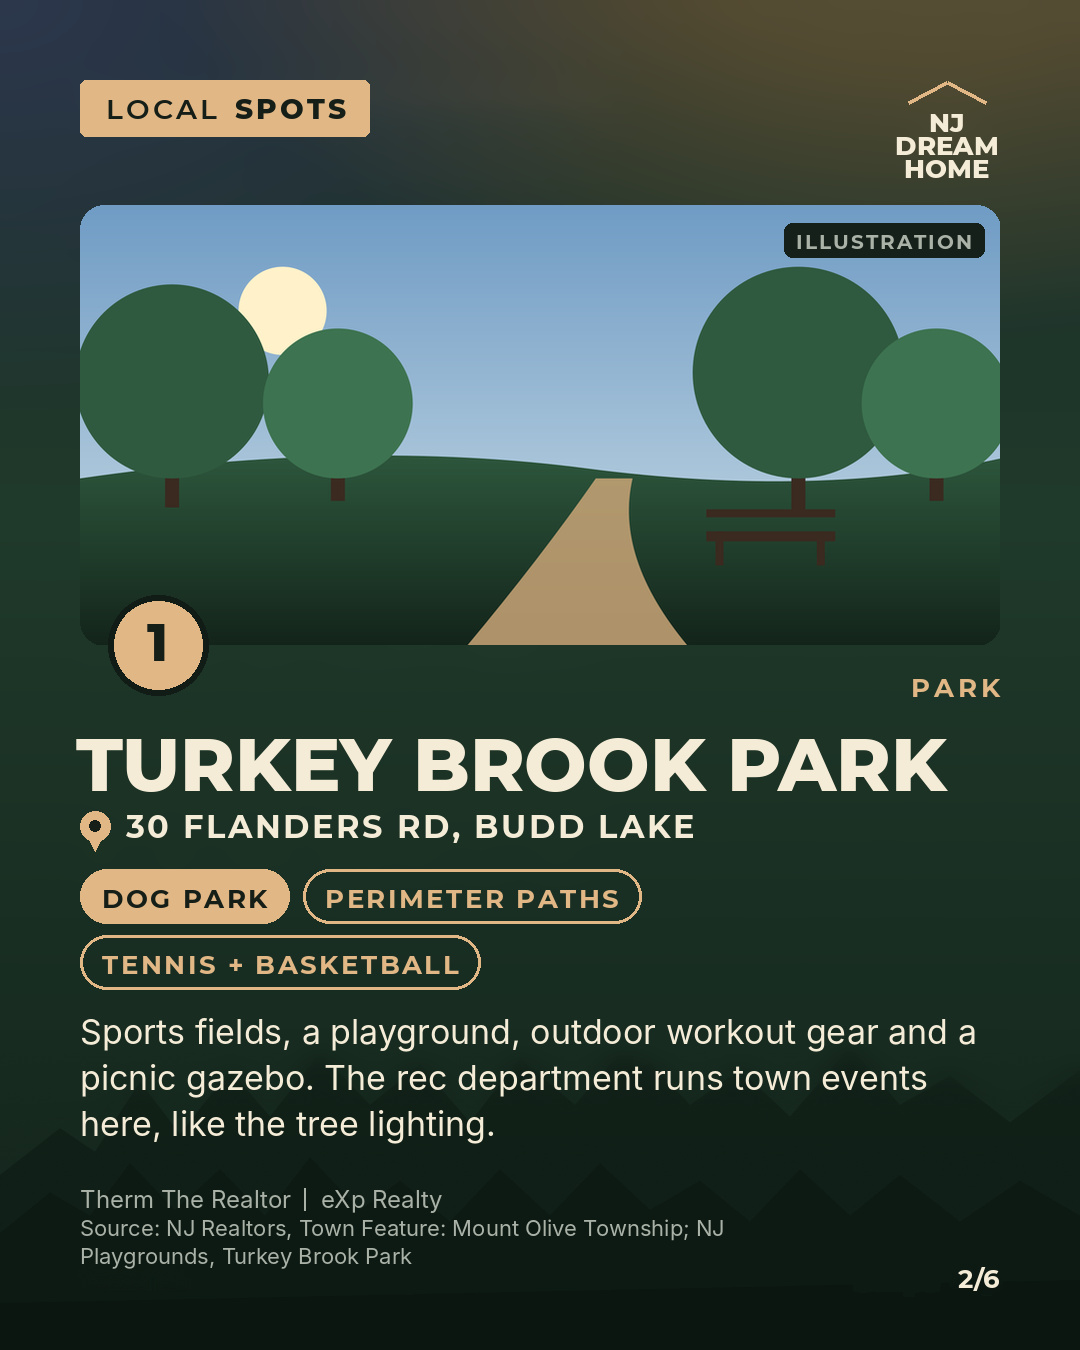 LOCAL SPOTS
NJ
DREAM
HOME
ILLUSTRATION
1
PARK
TURKEY BROOK PARK
30 FLANDERS RD, BUDD LAKE
DOG PARK
PERIMETER PATHS
TENNIS + BASKETBALL
Sports fields, a playground, outdoor workout gear and a
picnic gazebo. The rec department runs town events
here, like the tree lighting.
Therm The Realtor | eXp Realty
Source: NJ Realtors, Town Feature: Mount Olive Township; NJ
Playgrounds, Turkey Brook Park
2/6